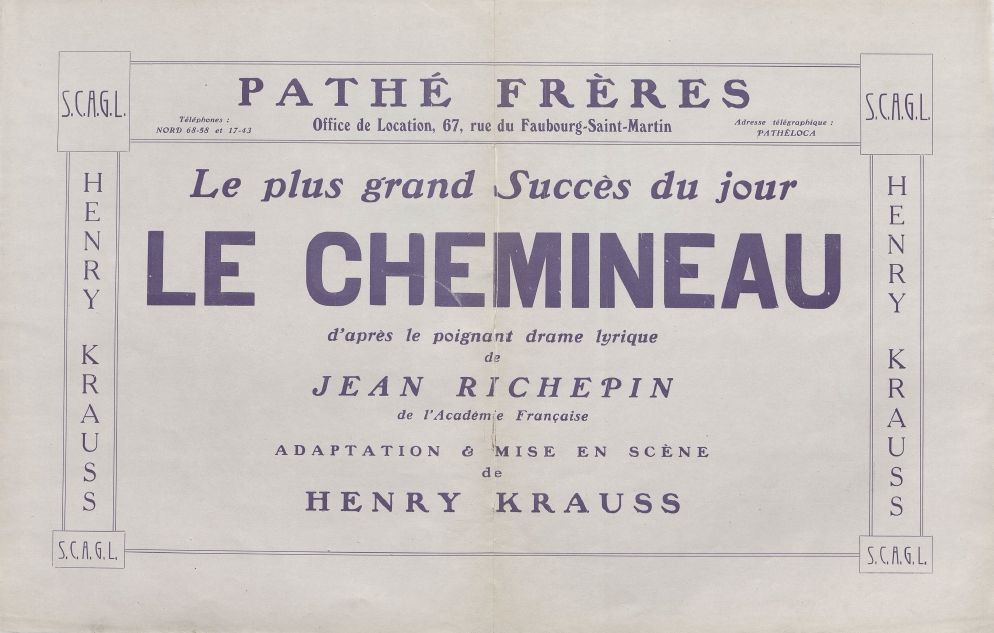 S.C.A.G.L.
PATHÉ FRÈRES
S.C.A.G.L.
Téléphones :
NORD 68-58 et 17-43
Office de Location, 67, rue du Faubourg-Saint-Martin
Adresse télégraphique :
PATHÉLOCA
HENRY KRAUSS
Le plus grand Succès du jour
LE CHEMINEAU
d'après le poignant drame lyrique
de
JEAN RICHEPIN
de l'Académie Française
ADAPTATION & MISE EN SCÈNE
de
HENRY KRAUSS
HENRY KRAUSS
S.C.A.G.L.
S.C.A.G.L.